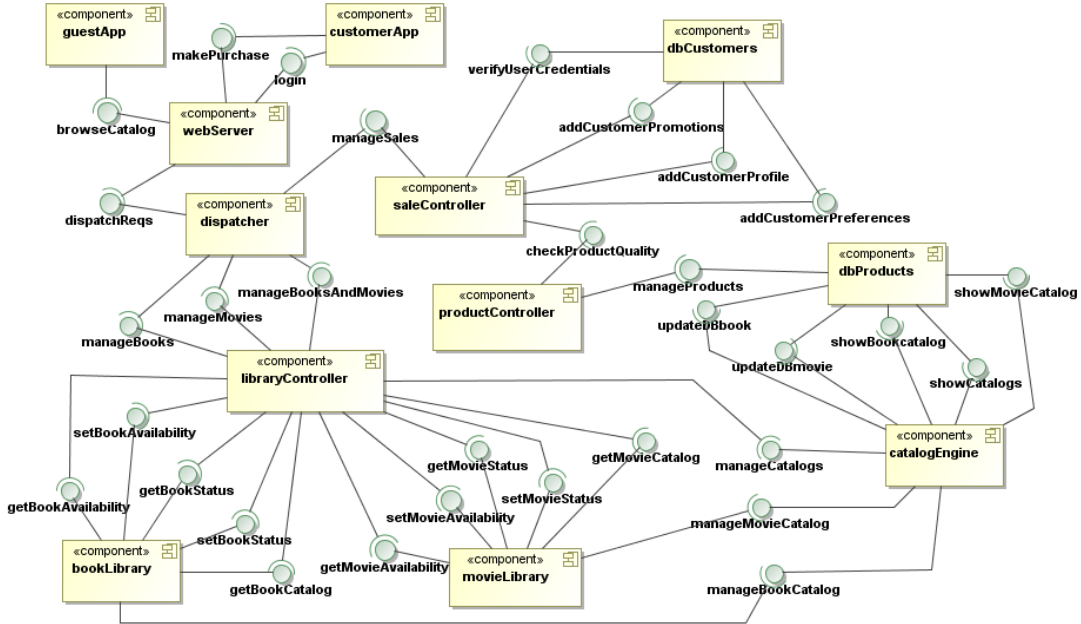 «component»
guestApp
«component»
customerApp
makePurchase
login
«component»
dbCustomers
verifyUserCredentials
browseCatalog
«component»
webServer
manageSales
addCustomerPromotions
addCustomerProfile
«component»
saleController
addCustomerPreferences
dispatchReqs
«component»
dispatcher
checkProductQuality
«component»
dbProducts
manageBooksAndMovies
manageProducts
showMovieCatalog
«component»
productController
manageMovies
updateDBbook
manageBooks
showBookcatalog
«component»
libraryController
updateDBmovie
showCatalogs
setBookAvailability
getMovieStatus
getMovieCatalog
manageCatalogs
«component»
catalogEngine
getBookStatus
getBookAvailability
setMovieStatus
setMovieAvailability
manageMovieCatalog
setBookStatus
«component»
bookLibrary
getMovieAvailability
«component»
movieLibrary
getBookCatalog
manageBookCatalog